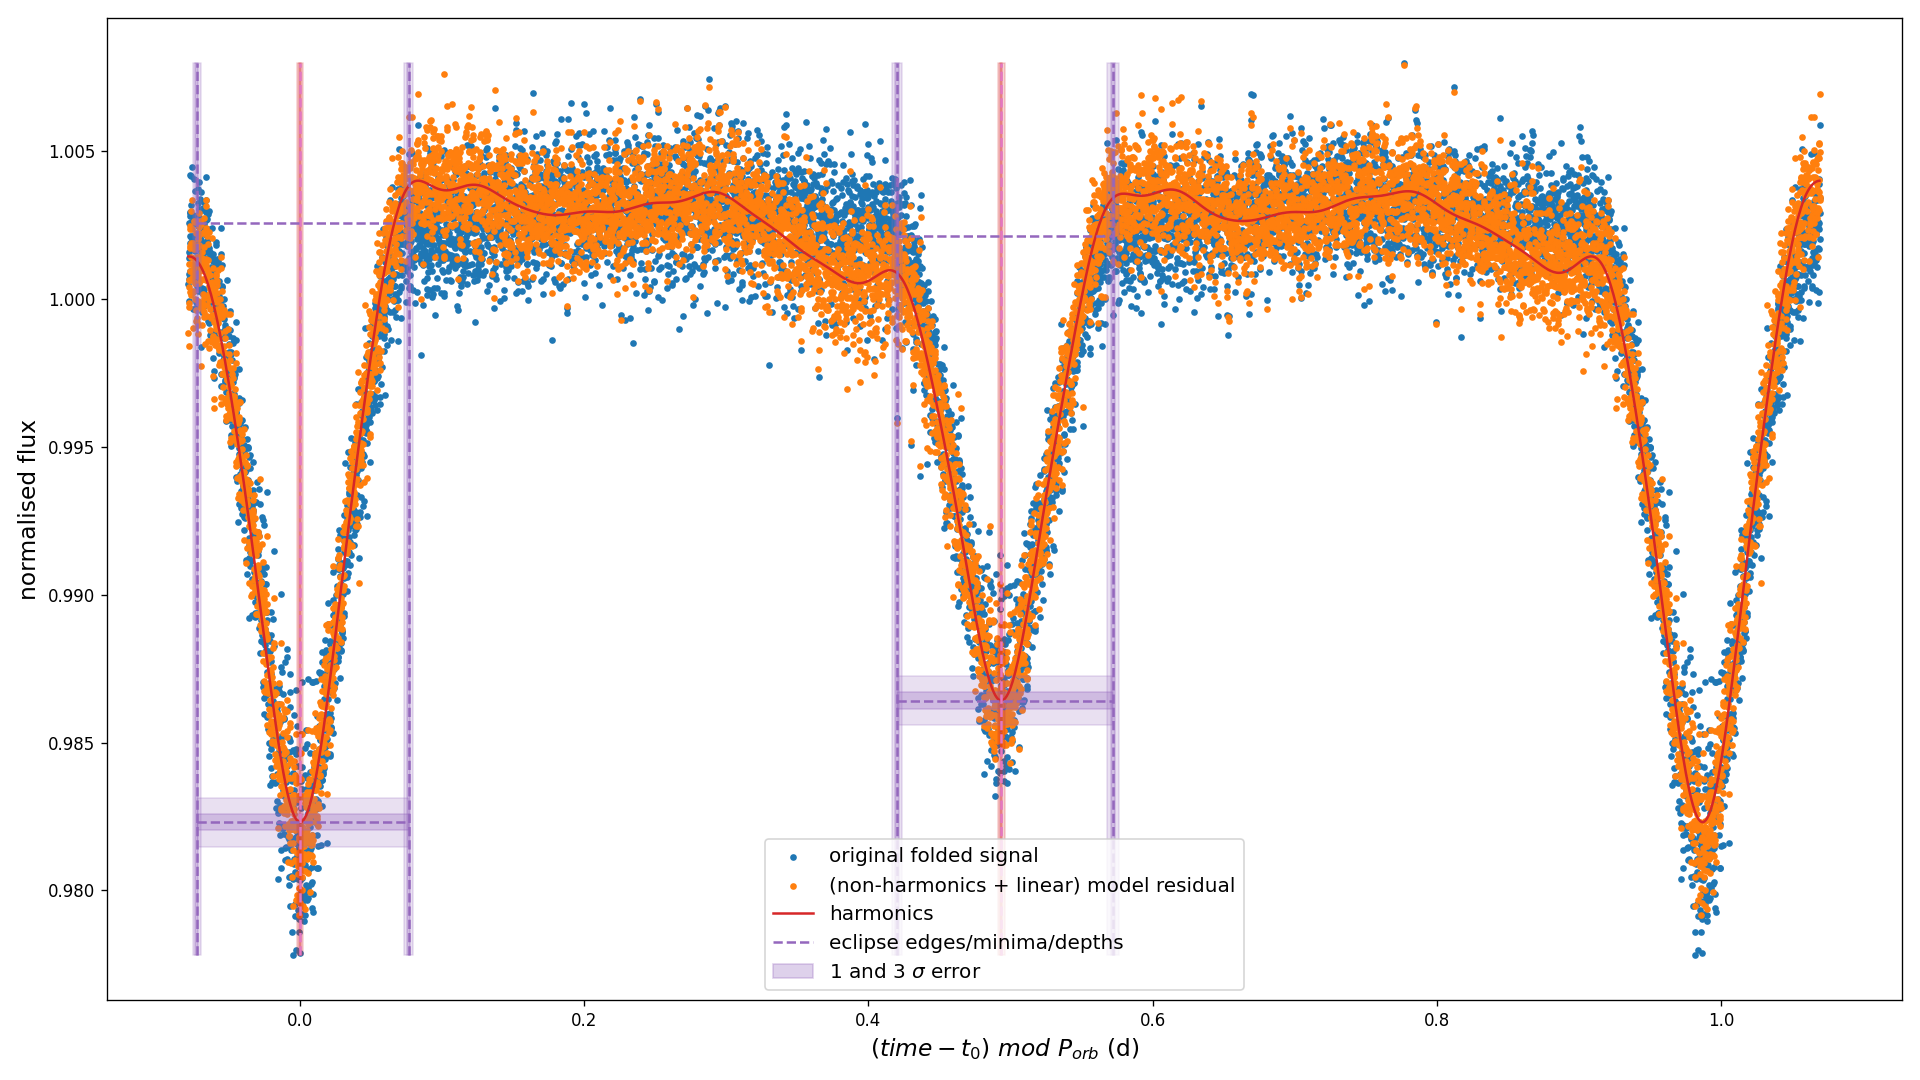 normalised flux
1.005
1.000
0.995
0.990
0.985
0.980
original folded signal
(non-harmonics + linear) model residual
harmonics
eclipse edges/minima/depths
1 and 3 σ error
0.0 0.2 0.4 0.6 0.8 1.0
(time − t₀) mod Pₒᵣb (d)